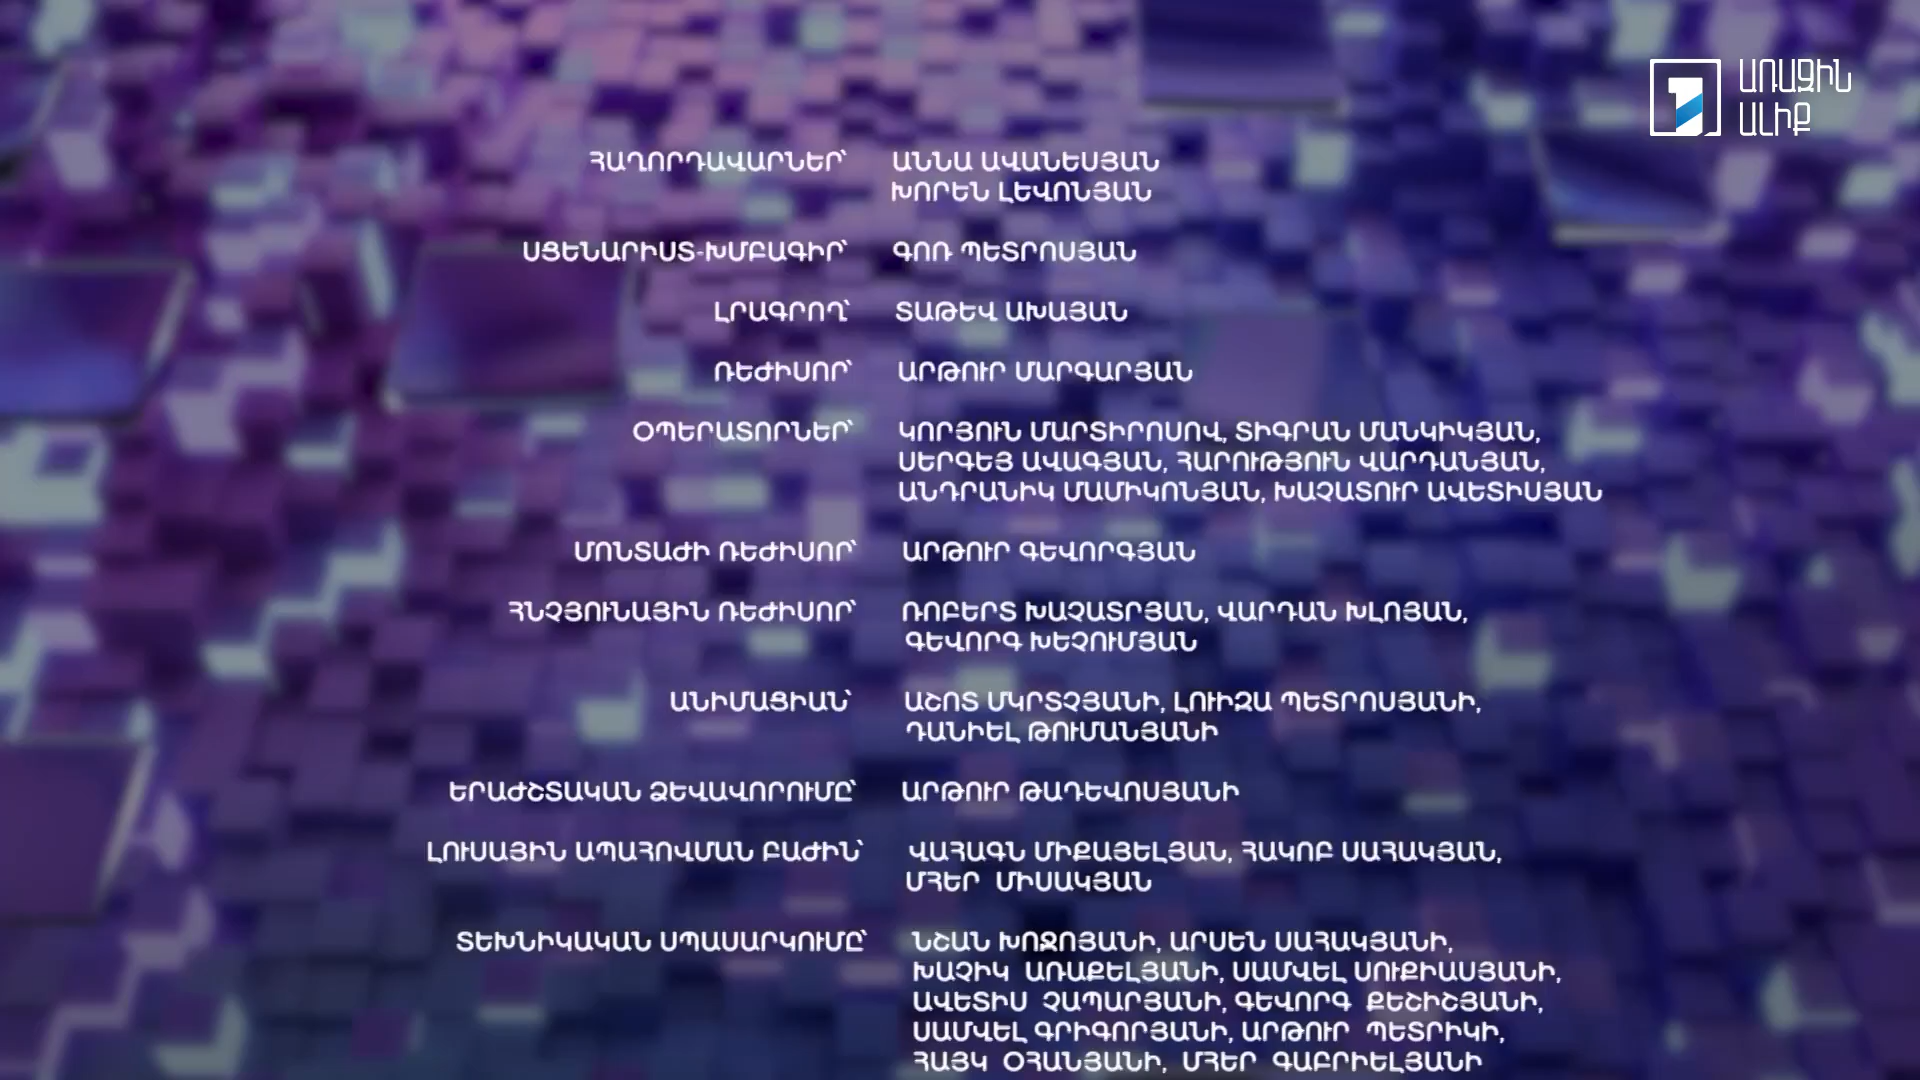 ԱՌԱՋԻՆ
ԱԼԻՔ
ՀԱՂՈՐԴԱՎԱՐՆԵՐ՝ ԱՆՆԱ ԱՎԱՆԵՍՅԱՆ
ԽՈՐԵՆ ԼԵՎՈՆՅԱՆ
ՍՑԵՆԱՐԻՍՏ-ԽՄԲԱԳԻՐ՝ ԳՈՌ ՊԵՏՐՈՍՅԱՆ
ԼՐԱԳՐՈՂ՝ ՏԱԹԵՎ ԱԽԱՅԱՆ
ՌԵԺԻՍՈՐ՝ ԱՐԹՈՒՐ ՄԱՐԳԱՐՅԱՆ
ՕՊԵՐԱՏՈՐՆԵՐ՝ ԿՈՐՅՈՒՆ ՄԱՐՏԻՐՈՍՈՎ, ՏԻԳՐԱՆ ՄԱՆԿԻԿՅԱՆ,
ՍԵՐԳԵՅ ԱՎԱԳՅԱՆ, ՀԱՐՈՒԹՅՈՒՆ ՎԱՐԴԱՆՅԱՆ,
ԱՆԴՐԱՆԻԿ ՄԱՄԻԿՈՆՅԱՆ, ԽԱՉԱՏՈՒՐ ԱՎԵՏԻՍՅԱՆ
ՄՈՆՏԱԺԻ ՌԵԺԻՍՈՐ՝ ԱՐԹՈՒՐ ԳԵՎՈՐԳՅԱՆ
ՀՆՉՅՈՒՆԱՅԻՆ ՌԵԺԻՍՈՐ՝ ՌՈԲԵՐՏ ԽԱՉԱՏՐՅԱՆ, ՎԱՐԴԱՆ ԽԼՈՅԱՆ,
ԳԵՎՈՐԳ ԽԵՉՈՒՄՅԱՆ
ԱՆԻՄԱՑԻԱՆ՝ ԱՇՈՏ ՄԿՐՏՉՅԱՆԻ, ԼՈՒԻԶԱ ՊԵՏՐՈՍՅԱՆԻ,
ԴԱՆԻԵԼ ԹՈՒՄԱՆՅԱՆԻ
ԵՐԱԺՇՏԱԿԱՆ ՁԵՎԱՎՈՐՈՒՄԸ՝ ԱՐԹՈՒՐ ԹԱԴԵՎՈՍՅԱՆԻ
ԼՈՒՍԱՅԻՆ ԱՊԱՀՈՎՄԱՆ ԲԱԺԻՆ՝ ՎԱՀԱԳՆ ՄԻՔԱՅԵԼՅԱՆ, ՀԱԿՈԲ ՍԱՀԱԿՅԱՆ,
ՄՀԵՐ ՄԻՍԱԿՅԱՆ
ՏԵԽՆԻԿԱԿԱՆ ՍՊԱՍԱՐԿՈՒՄԸ՝ ՆՇԱՆ ԽՈՋՈՅԱՆԻ, ԱՐՍԵՆ ՍԱՀԱԿՅԱՆԻ,
ԽԱՉԻԿ ԱՌԱՔԵԼՅԱՆԻ, ՍԱՄՎԵԼ ՍՈՒՔԻԱՍՅԱՆԻ,
ԱՎԵՏԻՍ ՉԱՊԱՐՅԱՆԻ, ԳԵՎՈՐԳ ՔԵՇԻՇՅԱՆԻ,
ՍԱՄՎԵԼ ԳՐԻԳՈՐՅԱՆԻ, ԱՐԹՈՒՐ ՊԵՏՐԻԿԻ,
ՀԱՅԿ ՕՀԱՆՅԱՆԻ, ՄՀԵՐ ԳԱԲՐԻԵԼՅԱՆԻ